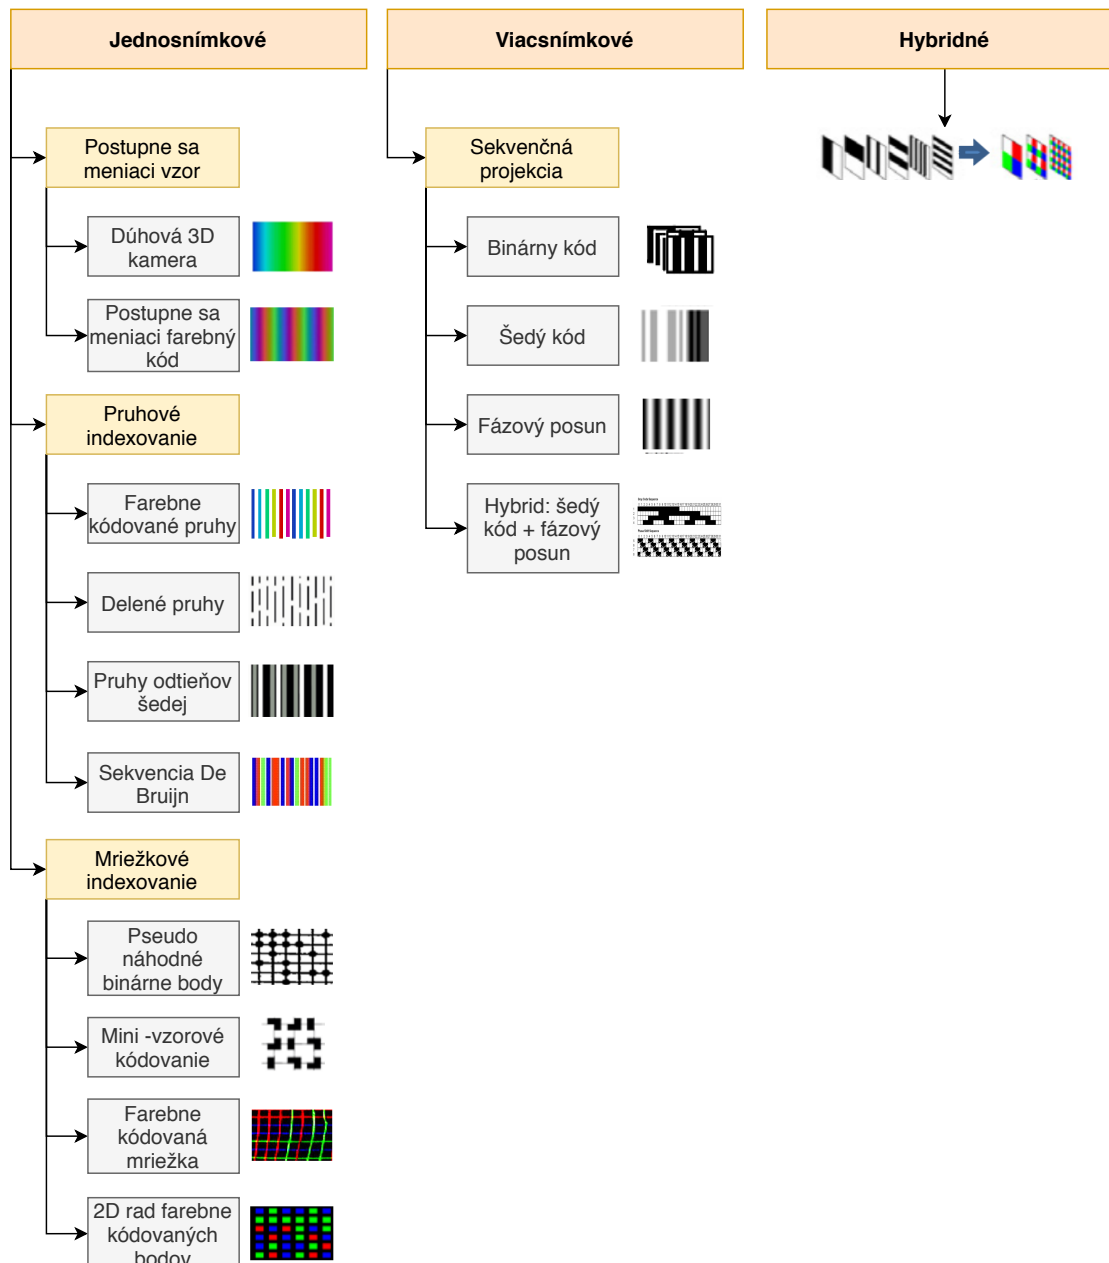 Jednosnímkové
Postupne sa
meniaci vzor
Dúhová 3D
kamera
Postupne sa
meniaci farebný
kód
Pruhové
indexovanie
Farebne
kódované pruhy
Delené pruhy
Pruhy odtieňov
šedej
Sekvencia De
Bruijn
Mriežkové
indexovanie
Pseudo
náhodné
binárne body
Mini -vzorové
kódovanie
Farebne
kódovaná
mriežka
2D rad farebne
kódovaných
bodov
Viacsnímkové
Sekvenčná
projekcia
Binárny kód
Šedý kód
Fázový posun
Hybrid: šedý
kód + fázový
posun
Hybridné